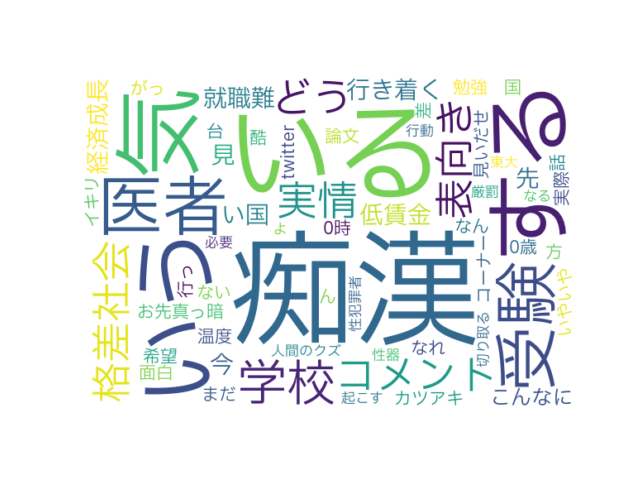 経済成長
がっ
就職難
どう
行き着く
勉強
国
気
いる
する
台
酷
論文
差
行動
見いだせ
表向き
twitter
見
東大
実際
話
イキリ
医者
い国
実情
低賃金
厳罰
なる
先
格差社会
いう
行っ
必要
ょ
0時
なん
コーナー
0歳
方
痴漢
受験
いやいや
ない
お先真っ暗
温度
ん
性犯罪者
切り取る
希望
面白
今
人間のクズ
性器
なれ
学校
コメント
まだ
起こす
カツアキ
こんなに